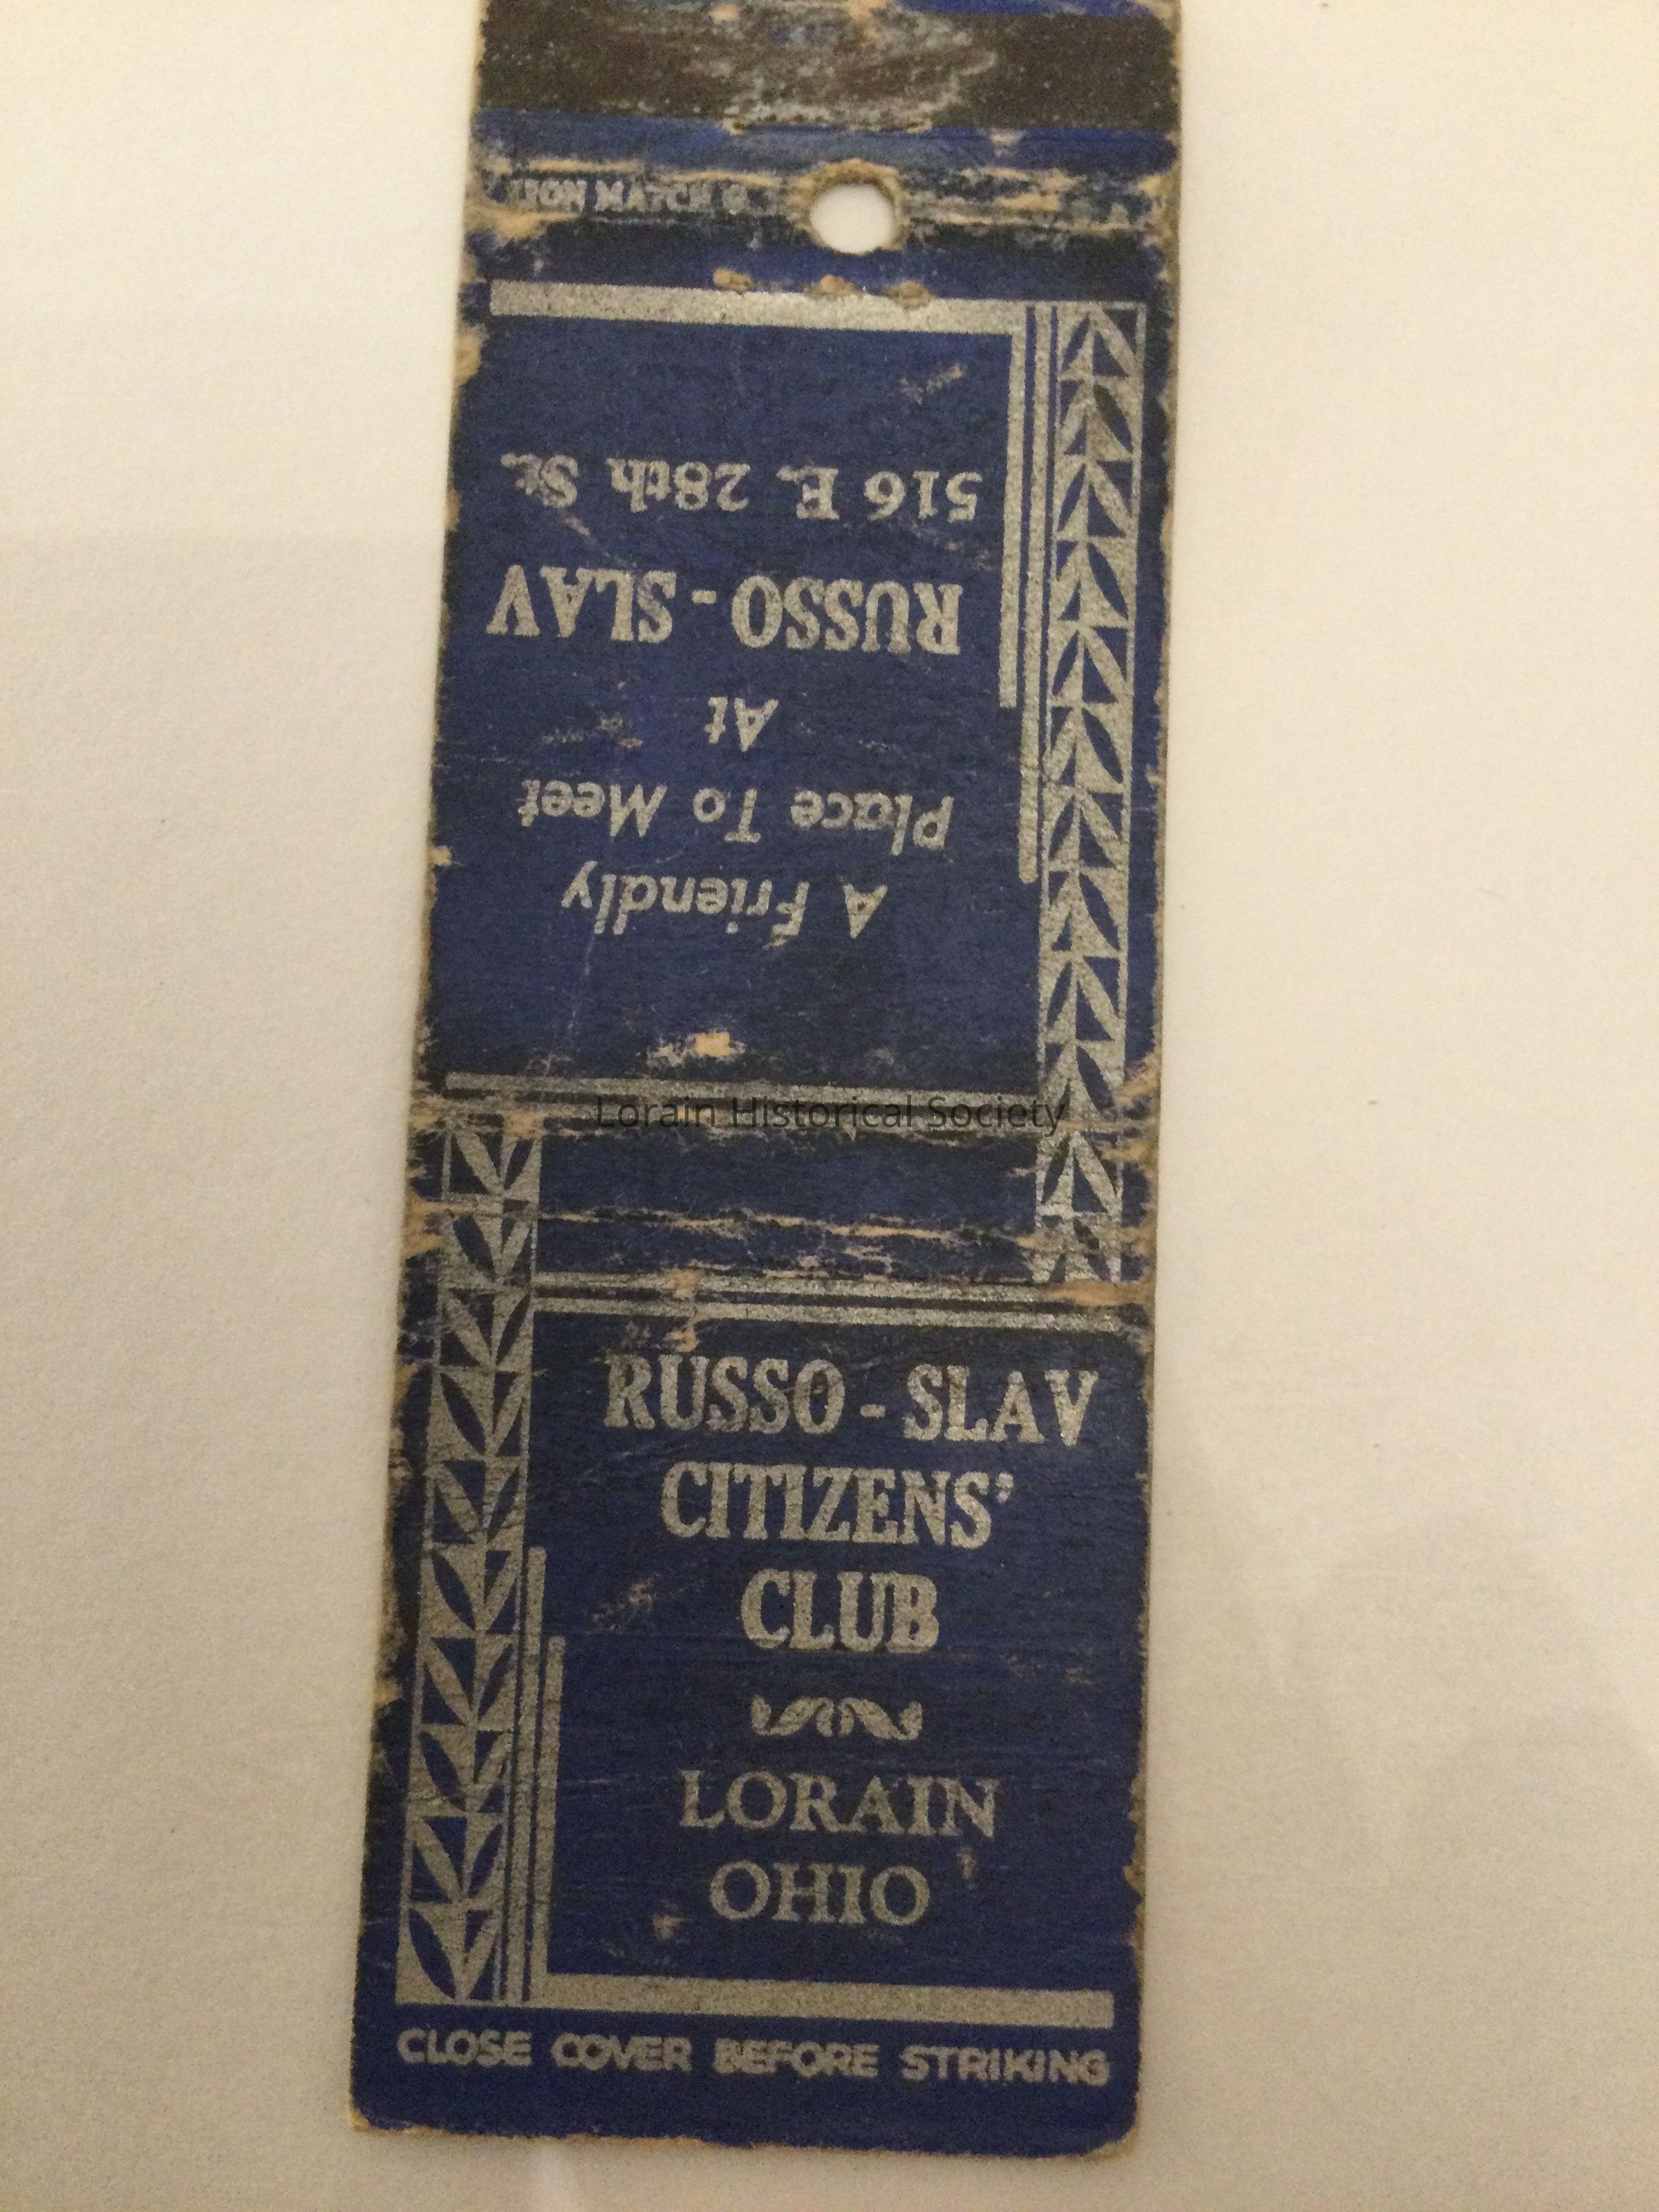 RUSSO - SLAV
CITIZENS'
CLUB
LORAIN
OHIO
CLOSE COVER BEFORE STRIKING
A Friendly
Place To Meet
At
RUSSO - SLAV
516 E. 28th St.
MATCH
Lorain Historical Society